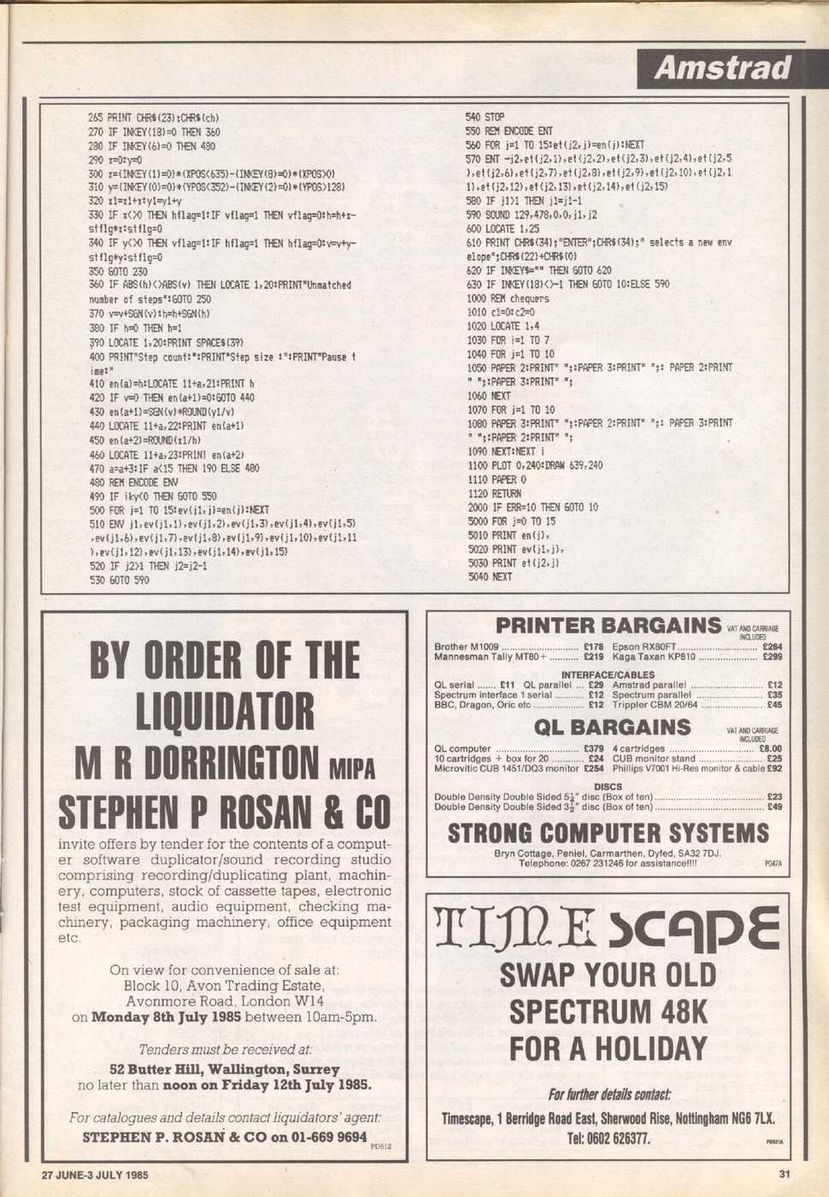 Amstrad
265 PRINT CHR$(23);CHR$(ch)
270 IF INKEY(18)=0 THEN 360
280 IF INKEY(6)=0 THEN 480
290 x=0:y=0
300 x=(INKEY(1)=0)*(XPOS<635)-(INKEY(8)=0)*(XPOS>0)
310 y=(INKEY(0)=0)*(YPOS<352)-(INKEY(2)=0)*(YPOS>128)
320 x1=x1+x:y1=y1+y
330 IF x<>0 THEN hflag=1:IF vflag=1 THEN vflag=0:h=h+x-
stflg*x:stflg=0
340 IF y<>0 THEN vflag=1:IF hflag=1 THEN hflag=0:v=v+y-
stflg*y:stflg=0
350 GOTO 230
360 IF ABS(h)<>ABS(v) THEN LOCATE 1,20:PRINT"Unmatched
number of steps":GOTO 250
370 v=v+SGN(v):h=h+SGN(h)
380 IF h=0 THEN h=1
390 LOCATE 1,20:PRINT SPACE$(39)
400 PRINT"Step count:":PRINT"Step size :":PRINT"Pause t
ime:"
410 en(a)=h:LOCATE 11+a,21:PRINT h
420 IF v=0 THEN en(a+1)=0:GOTO 440
430 en(a+1)=SGN(v)*ROUND(y1/v)
440 LOCATE 11+a,22:PRINT en(a+1)
450 en(a+2)=ROUND(x1/h)
460 LOCATE 11+a,23:PRINT en(a+2)
470 a=a+3:IF a<15 THEN 190 ELSE 480
480 REM ENCODE ENV
490 IF iky<0 THEN GOTO 550
500 FOR j=1 TO 15:ev(j1,j)=en(j):NEXT
510 ENV j1,ev(j1,1),ev(j1,2),ev(j1,3),ev(j1,4),ev(j1,5)
,ev(j1,6),ev(j1,7),ev(j1,8),ev(j1,9),ev(j1,10),ev(j1,11
),ev(j1,12),ev(j1,13),ev(j1,14),ev(j1,15)
520 IF j2>1 THEN j2=j2-1
530 GOTO 590
540 STOP
550 REM ENCODE ENT
560 FOR j=1 TO 15:et(j2,j)=en(j):NEXT
570 ENT -j2,et(j2,1),et(j2,2),et(j2,3),et(j2,4),et(j2,5
),et(j2,6),et(j2,7),et(j2,8),et(j2,9),et(j2,10),et(j2,1
1),et(j2,12),et(j2,13),et(j2,14),et(j2,15)
580 IF j1>1 THEN j1=j1-1
590 SOUND 129,478,0,0,j1,j2
600 LOCATE 1,25
610 PRINT CHR$(34);"ENTER";CHR$(34);" selects a new env
elope";CHR$(22)+CHR$(0)
620 IF INKEY$="" THEN GOTO 620
630 IF INKEY(18)<>-1 THEN GOTO 10:ELSE 590
1000 REM chequers
1010 c1=0:c2=0
1020 LOCATE 1,4
1030 FOR i=1 TO 7
1040 FOR j=1 TO 10
1050 PAPER 2:PRINT" ";:PAPER 3:PRINT" ";: PAPER 2:PRINT
" ";:PAPER 3:PRINT" ";
1060 NEXT
1070 FOR j=1 TO 10
1080 PAPER 3:PRINT" ";:PAPER 2:PRINT" ";: PAPER 3:PRINT
" ";:PAPER 2:PRINT" ";
1090 NEXT:NEXT i
1100 PLOT 0,240:DRAW 639,240
1110 PAPER 0
1120 RETURN
2000 IF ERR=10 THEN GOTO 10
5000 FOR j=0 TO 15
5010 PRINT en(j),
5020 PRINT ev(j1,j),
5030 PRINT et(j2,j)
5040 NEXT
BY ORDER OF THE
LIQUIDATOR
M R DORRINGTON MIPA
STEPHEN P ROSAN & CO
invite offers by tender for the contents of a comput-
er software duplicator/sound recording studio
comprising recording/duplicating plant, machin-
ery, computers, stock of cassette tapes, electronic
test equipment, audio equipment, checking ma-
chinery, packaging machinery, office equipment
etc.
On view for convenience of sale at:
Block 10, Avon Trading Estate,
Avonmore Road, London W14
on Monday 8th July 1985 between 10am-5pm.
Tenders must be received at:
52 Butter Hill, Wallington, Surrey
no later than noon on Friday 12th July 1985.
For catalogues and details contact liquidators' agent:
STEPHEN P. ROSAN & CO on 01-669 9694
PD512
PRINTER BARGAINS VAT AND CARRIAGE
INCLUDED
Brother M1009 ........ £178 Epson RX80FT ........ £264
Mannesman Tally MT80+ ........ £219 Kaga Taxan KP810 ........ £299
INTERFACE/CABLES
QL serial ....... £11 QL parallel ... £29 Amstrad parallel ........ £12
Spectrum interface 1 serial ........ £12 Spectrum parallel ........ £35
BBC, Dragon, Oric etc ........ £12 Trippler CBM 20/64 ........ £45
QL BARGAINS VAT AND CARRIAGE
INCLUDED
QL computer ........ £379 4 cartridges ........ £8.00
10 cartridges + box for 20 ........ £24 CUB monitor stand ........ £25
Microvitic CUB 1451/DQ3 monitor £254 Phillips V7001 Hi-Res monitor & cable £92
DISCS
Double Density Double Sided 5¼" disc (Box of ten) ........ £23
Double Density Double Sided 3½" disc (Box of ten) ........ £49
STRONG COMPUTER SYSTEMS
Bryn Cottage, Peniel, Carmarthen, Dyfed, SA32 7DJ.
Telephone: 0267 231246 for assistance!!!!
PD47A
TIMESCAPE
SWAP YOUR OLD
SPECTRUM 48K
FOR A HOLIDAY
For further details contact:
Timescape, 1 Berridge Road East, Sherwood Rise, Nottingham NG6 7LX.
Tel: 0602 626377.
27 JUNE-3 JULY 1985
31